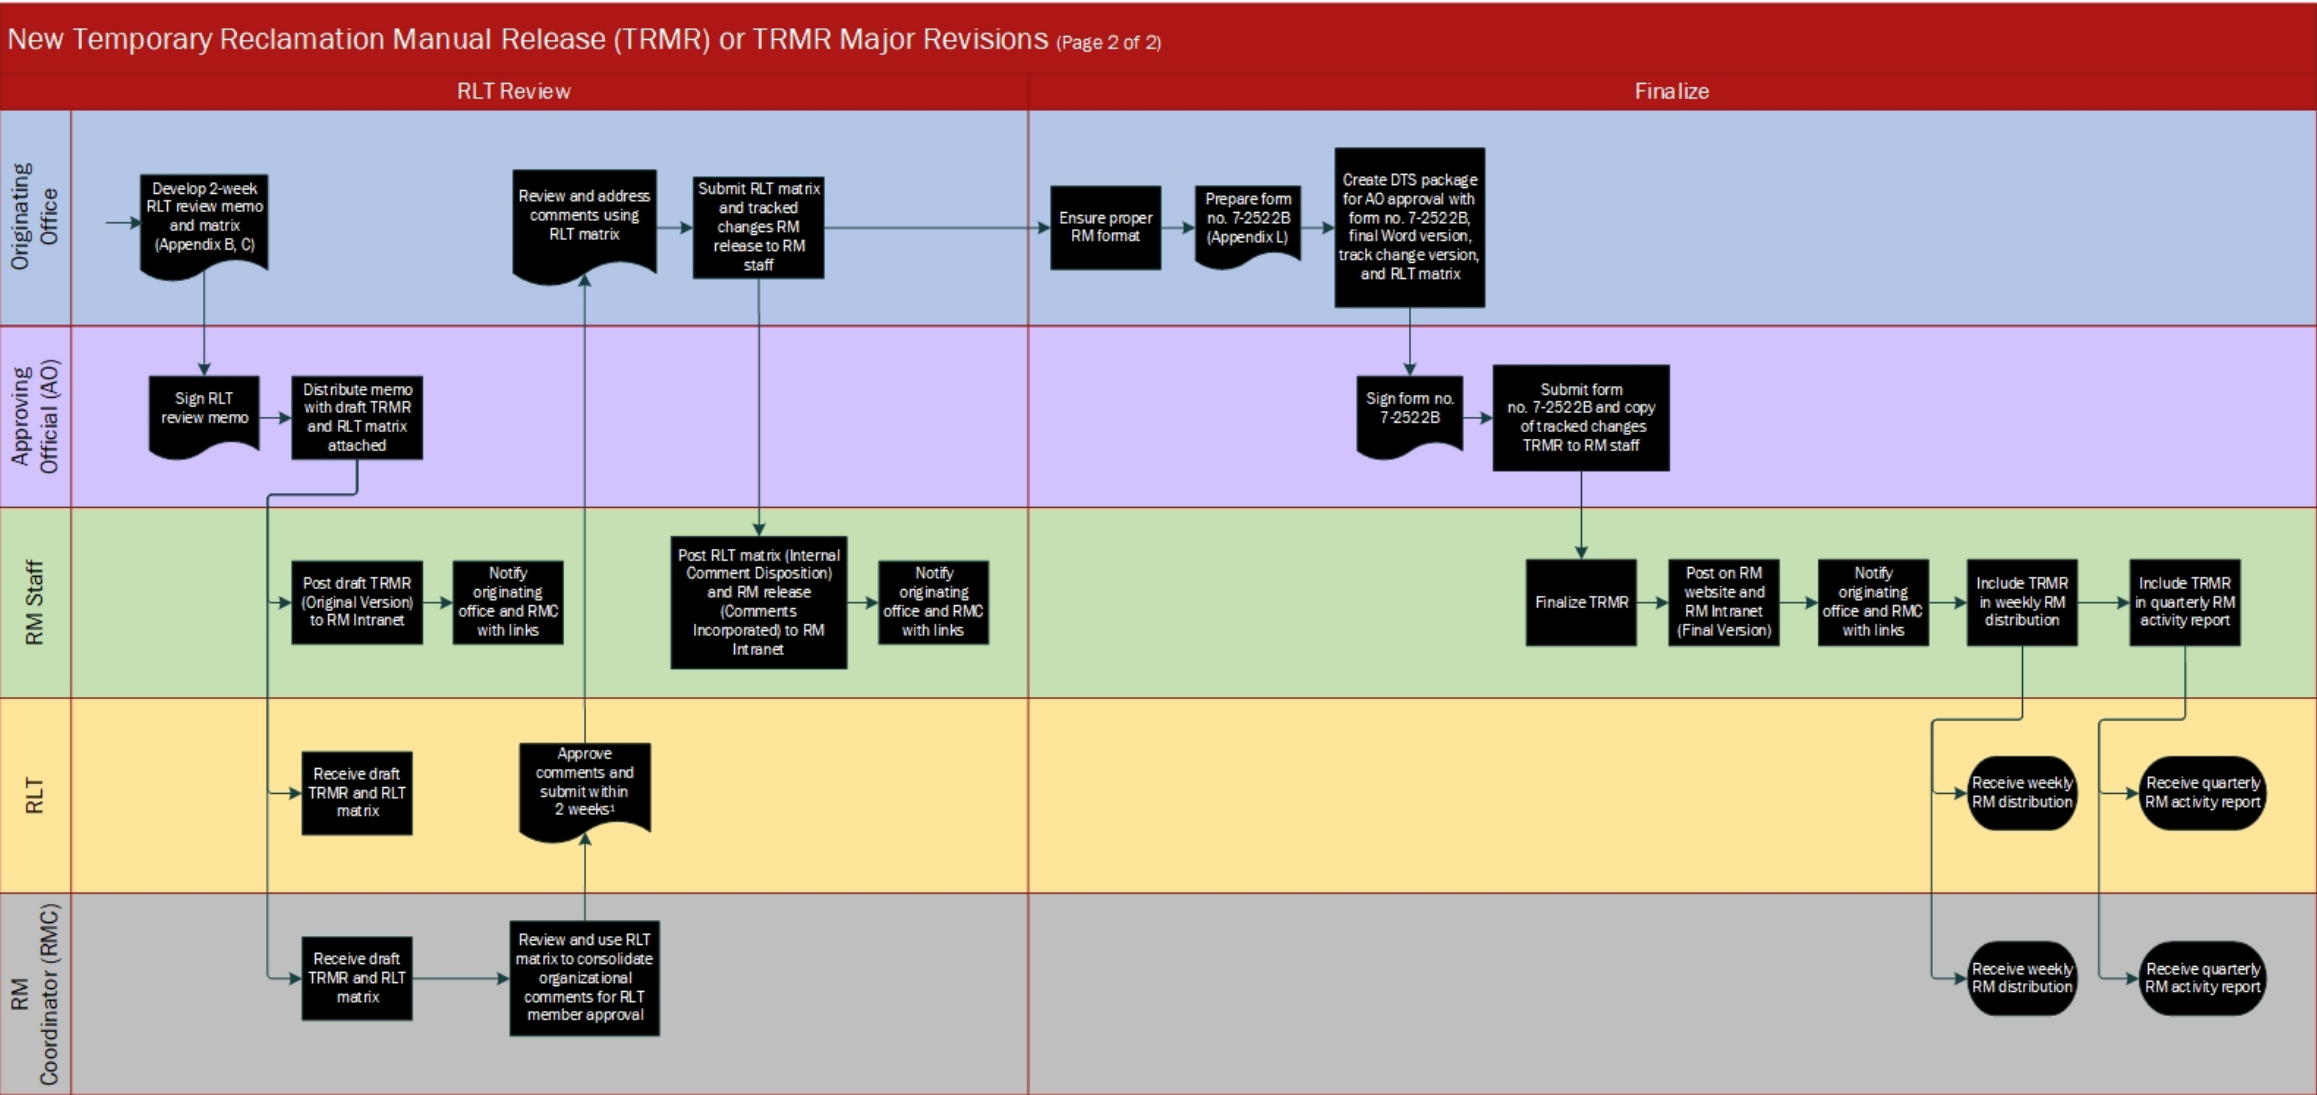 New Temporary Reclamation Manual Release (TRMR) or TRMR Major Revisions (Page 2 of 2)
RLT Review
Finalize
Originating
Office
Develop 2-week
RLT review memo
and matrix
(Appendix B, C)
Review and address
comments using
RLT matrix
Submit RLT matrix
and tracked
changes RM
release to RM
staff
Ensure proper
RM format
Prepare form
no. 7-2522B
(Appendix L)
Create DTS package
for AO approval with
form no. 7-2522B,
final Word version,
track change version,
and RLT matrix
Approving
Official (AO)
Sign RLT
review memo
Distribute memo
with draft TRMR
and RLT matrix
attached
Sign form no.
7-2522B
Submit form
no. 7-2522B and copy
of tracked changes
TRMR to RM staff
RM Staff
Post draft TRMR
(Original Version)
to RM Intranet
Notify
originating
office and RMC
with links
Post RLT matrix (Internal
Comment Disposition)
and RM release
(Comments
Incorporated) to RM
Intranet
Notify
originating
office and RMC
with links
Finalize TRMR
Post on RM
website and
RM Intranet
(Final Version)
Notify
originating
office and RMC
with links
Include TRMR
in weekly RM
distribution
Include TRMR
in quarterly RM
activity report
RLT
Receive draft
TRMR and RLT
matrix
Approve
comments and
submit within
2 weeks¹
Receive weekly
RM distribution
Receive quarterly
RM activity report
RM
Coordinator (RMC)
Receive draft
TRMR and RLT
matrix
Review and use RLT
matrix to consolidate
organizational
comments for RLT
member approval
Receive weekly
RM distribution
Receive quarterly
RM activity report